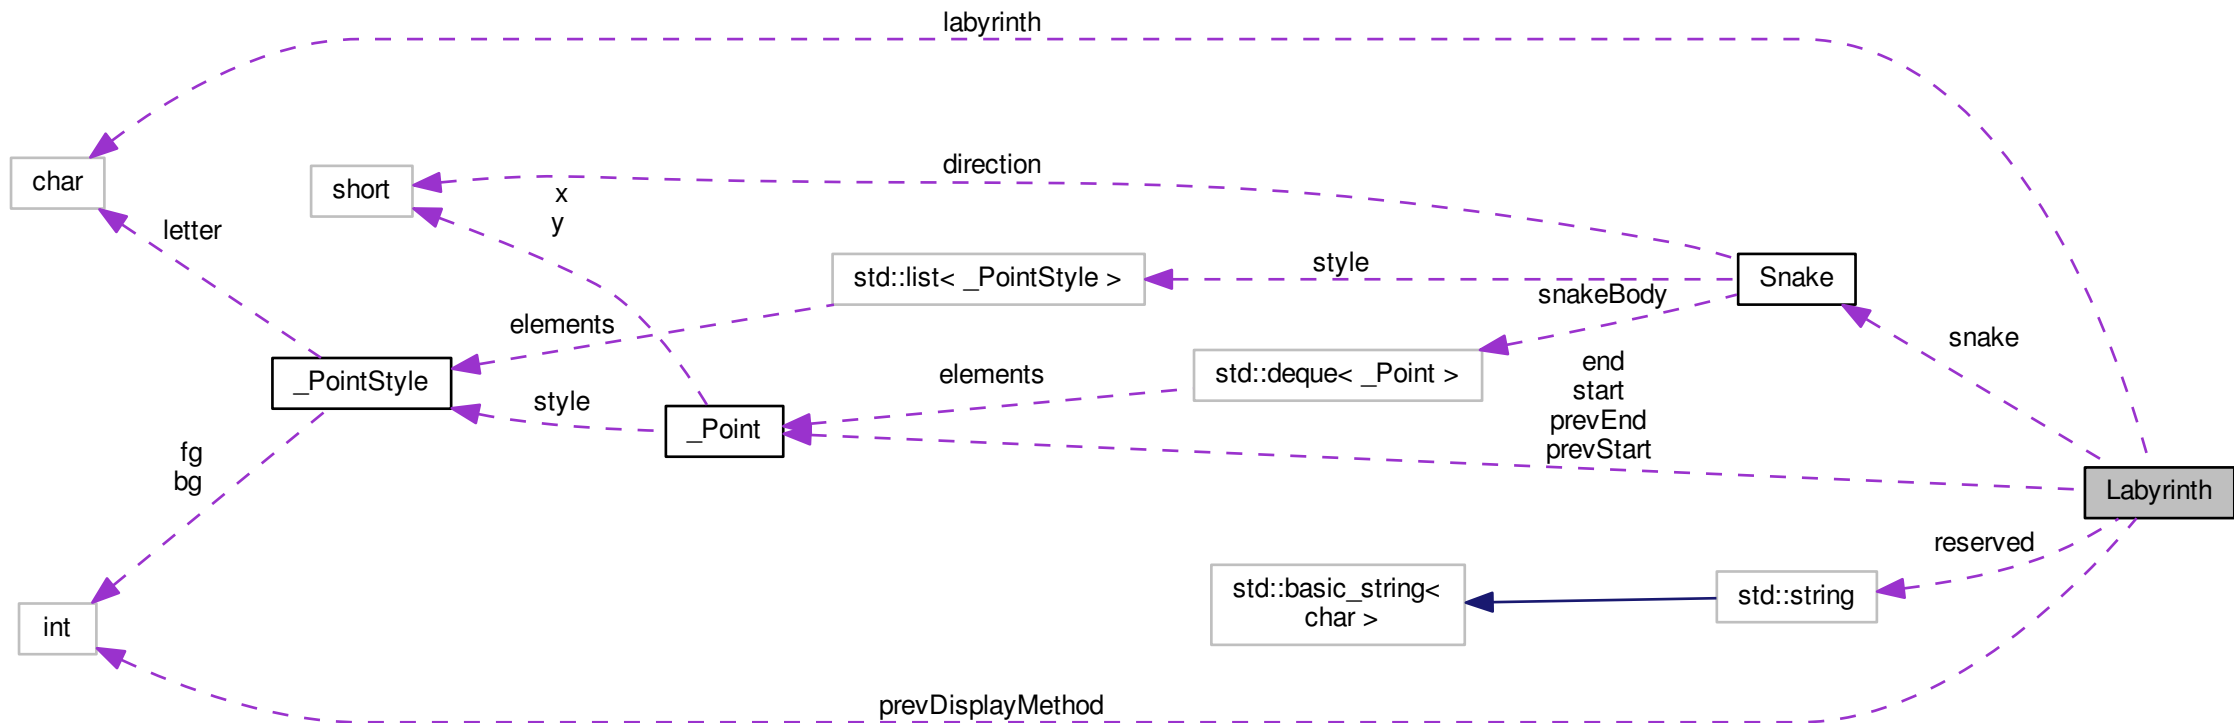 labyrinth
direction
char
short
x
y
letter
std::list< _PointStyle >
style
Snake
snakeBody
elements
snake
_PointStyle
elements
std::deque< _Point >
end
start
prevEnd
prevStart
style
_Point
fg
bg
Labyrinth
reserved
std::basic_string<
char >
std::string
int
prevDisplayMethod